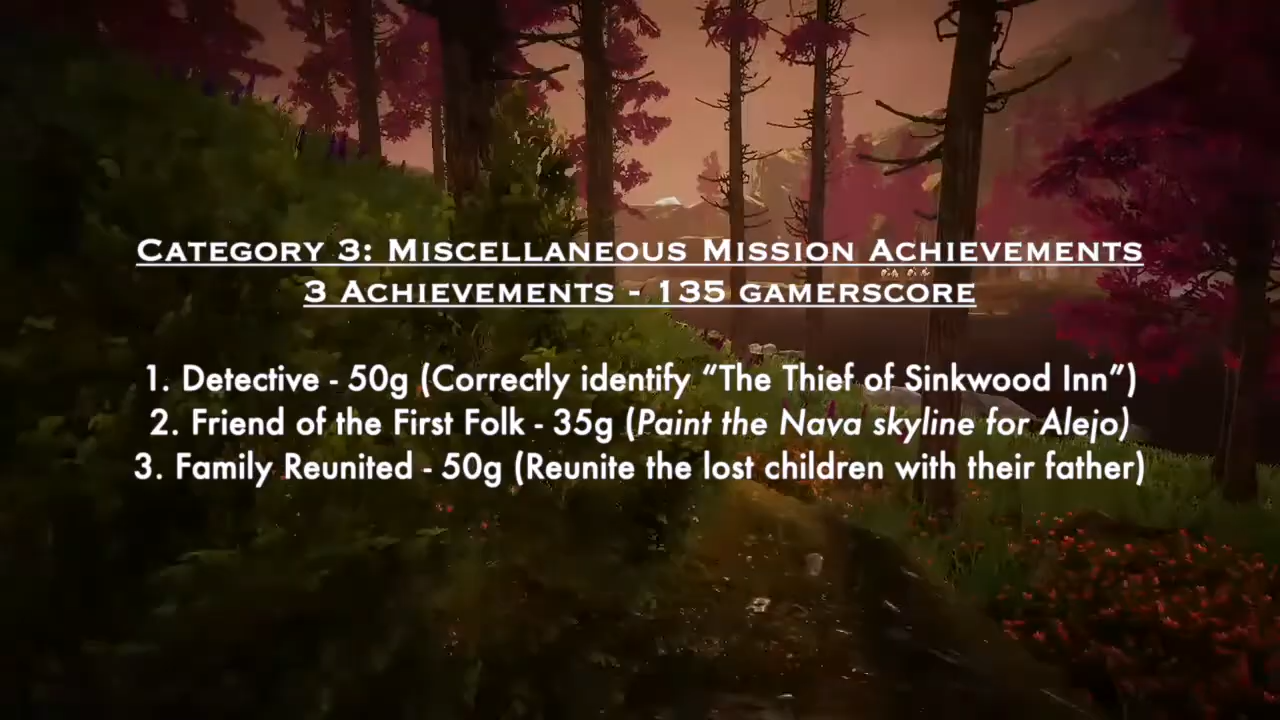 Category 3: Miscellaneous Mission Achievements
3 Achievements - 135 gamerscore
1. Detective - 50g (Correctly identify “The Thief of Sinkwood Inn”)
2. Friend of the First Folk - 35g (Paint the Nava skyline for Alejo)
3. Family Reunited - 50g (Reunite the lost children with their father)